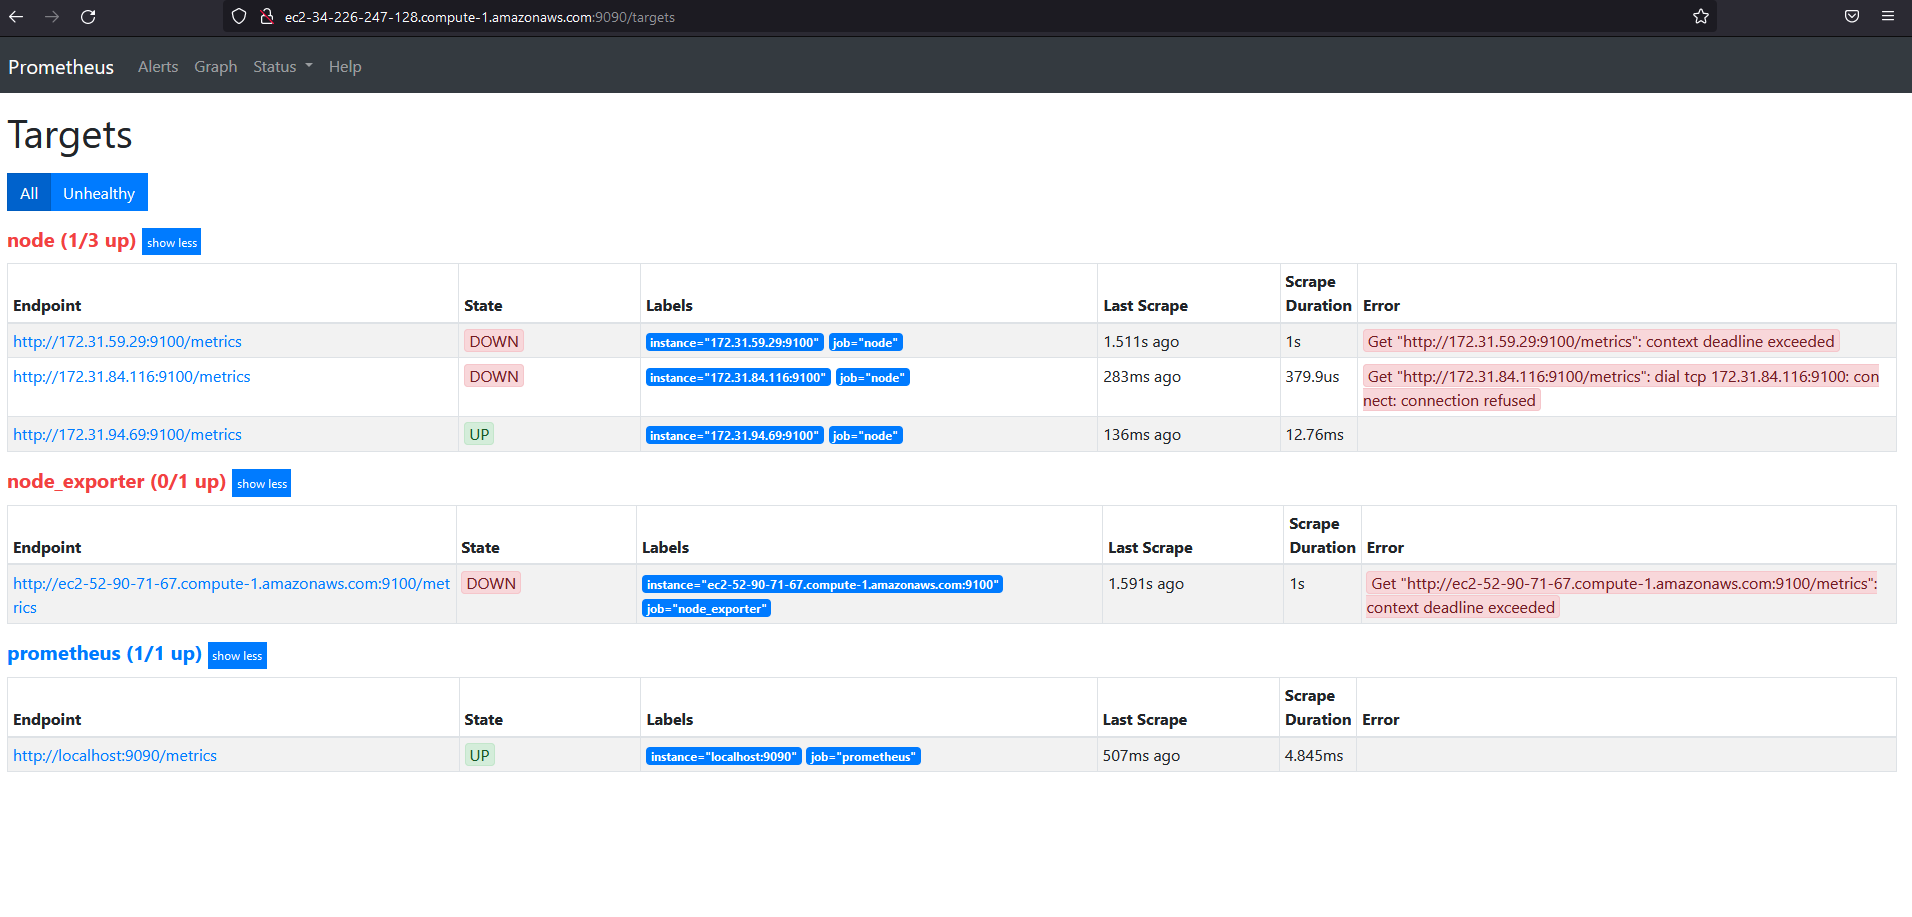 ec2-34-226-247-128.compute-1.amazonaws.com:9090/targets
Prometheus Alerts Graph Status Help
Targets
All Unhealthy
node (1/3 up) show less
Endpoint State Labels Last Scrape Scrape Duration Error
http://172.31.59.29:9100/metrics DOWN instance="172.31.59.29:9100" job="node" 1.511s ago 1s Get "http://172.31.59.29:9100/metrics": context deadline exceeded
http://172.31.84.116:9100/metrics DOWN instance="172.31.84.116:9100" job="node" 283ms ago 379.9us Get "http://172.31.84.116:9100/metrics": dial tcp 172.31.84.116:9100: con
nect: connection refused
http://172.31.94.69:9100/metrics UP instance="172.31.94.69:9100" job="node" 136ms ago 12.76ms
node_exporter (0/1 up) show less
Endpoint State Labels Last Scrape Scrape Duration Error
http://ec2-52-90-71-67.compute-1.amazonaws.com:9100/met DOWN instance="ec2-52-90-71-67.compute-1.amazonaws.com:9100" 1.591s ago 1s Get "http://ec2-52-90-71-67.compute-1.amazonaws.com:9100/metrics":
rics job="node_exporter" context deadline exceeded
prometheus (1/1 up) show less
Endpoint State Labels Last Scrape Scrape Duration Error
http://localhost:9090/metrics UP instance="localhost:9090" job="prometheus" 507ms ago 4.845ms